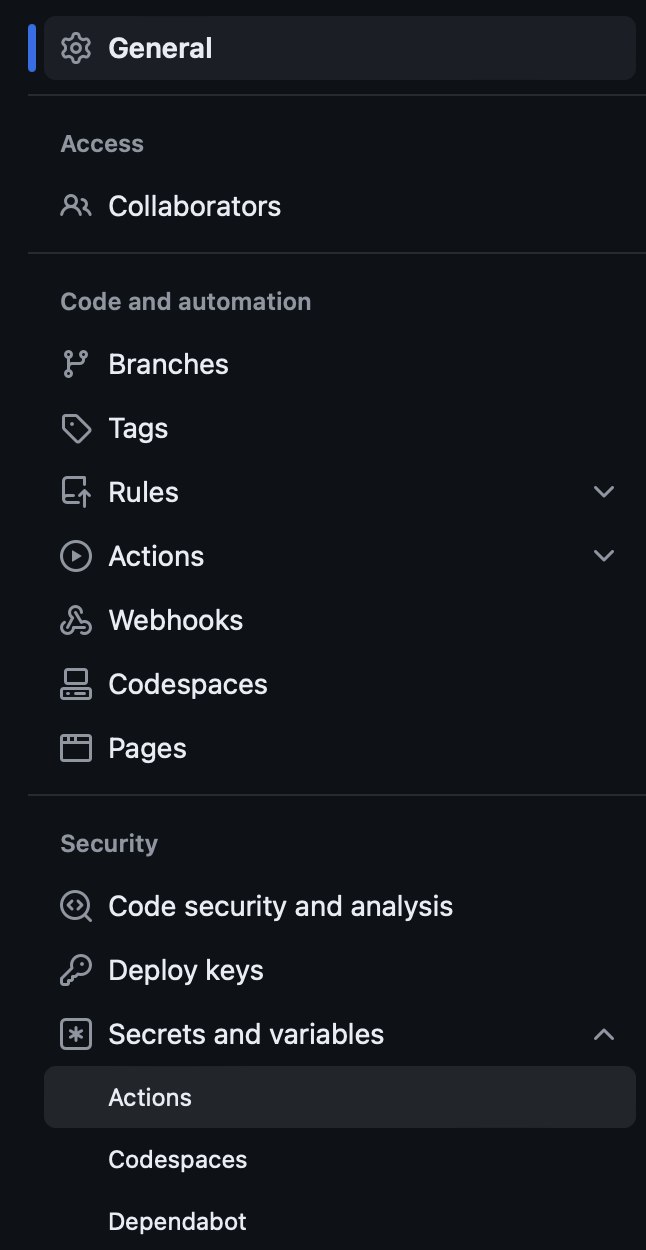 General
Access
Collaborators
Code and automation
Branches
Tags
Rules
Actions
Webhooks
Codespaces
Pages
Security
Code security and analysis
Deploy keys
Secrets and variables
Actions
Codespaces
Dependabot